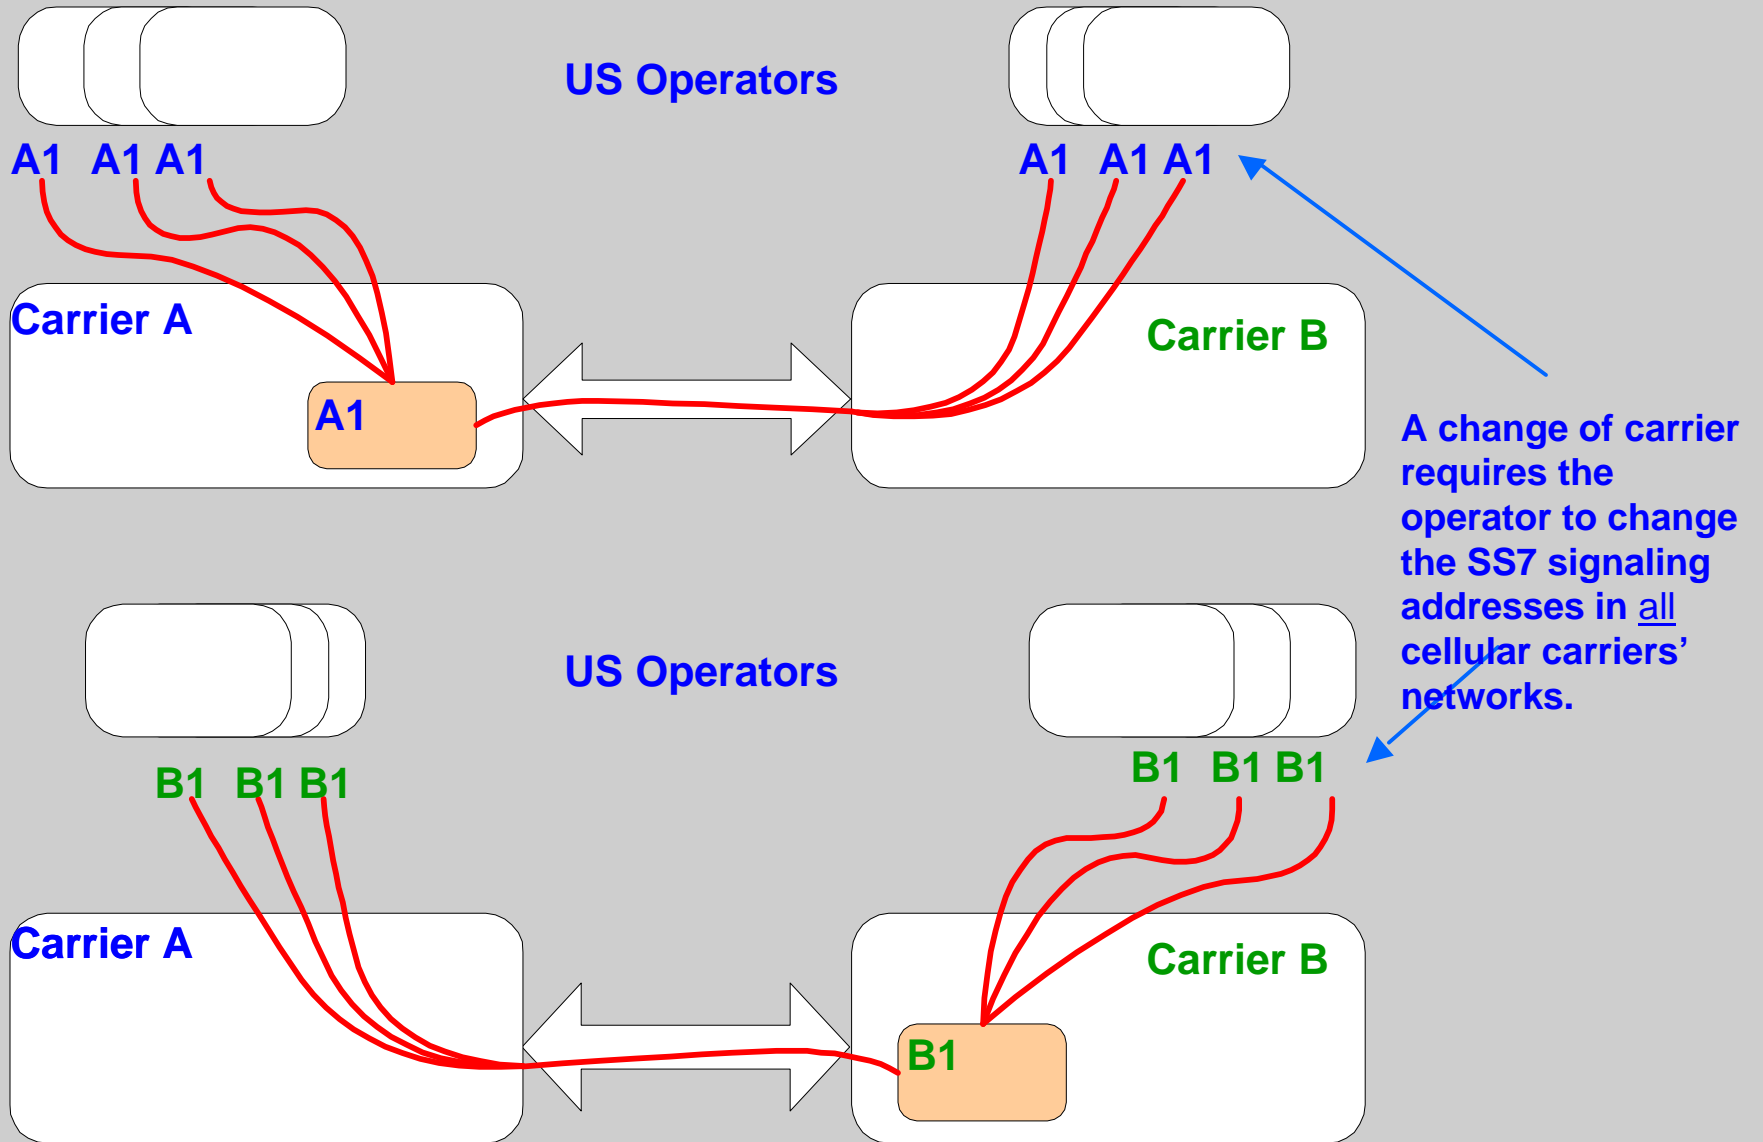 US Operators
A1 A1 A1
A1 A1 A1
Carrier A
Carrier B
A1
A change of carrier
requires the
operator to change
the SS7 signaling
addresses in all
cellular carriers’
networks.
US Operators
B1 B1 B1
B1 B1 B1
Carrier A
Carrier B
B1